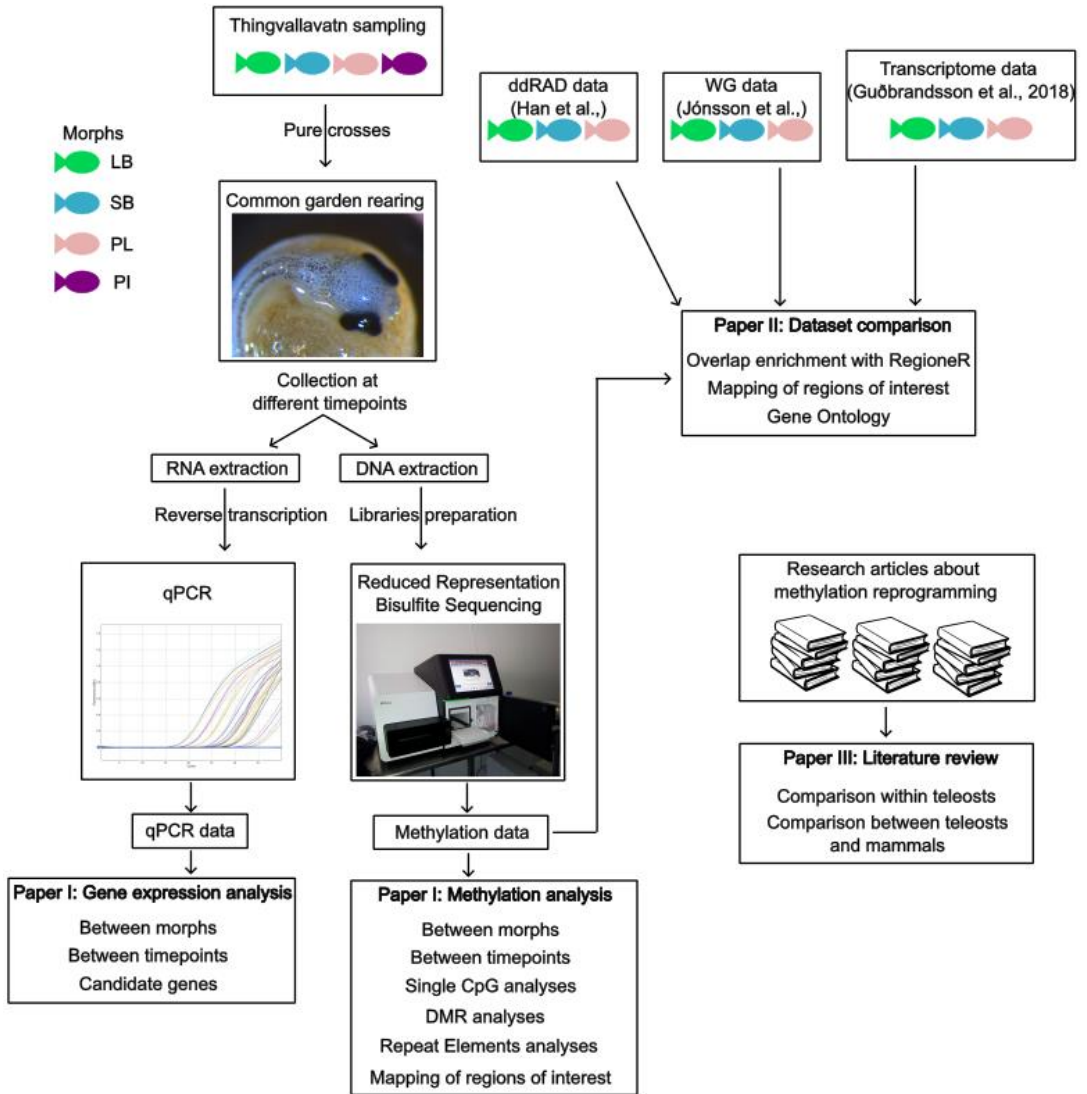 Thingvallavatn sampling
Pure crosses
Morphs
LB
SB
PL
PI
Common garden rearing
Collection at
different timepoints
RNA extraction
DNA extraction
Reverse transcription
Libraries preparation
qPCR
Reduced Representation
Bisulfite Sequencing
qPCR data
Methylation data
Paper I: Gene expression analysis
Between morphs
Between timepoints
Candidate genes
Paper I: Methylation analysis
Between morphs
Between timepoints
Single CpG analyses
DMR analyses
Repeat Elements analyses
Mapping of regions of interest
ddRAD data
(Han et al.,)
WG data
(Jónsson et al.,)
Transcriptome data
(Guðbrandsson et al., 2018)
Paper II: Dataset comparison
Overlap enrichment with RegioneR
Mapping of regions of interest
Gene Ontology
Research articles about
methylation reprogramming
Paper III: Literature review
Comparison within teleosts
Comparison between teleosts
and mammals